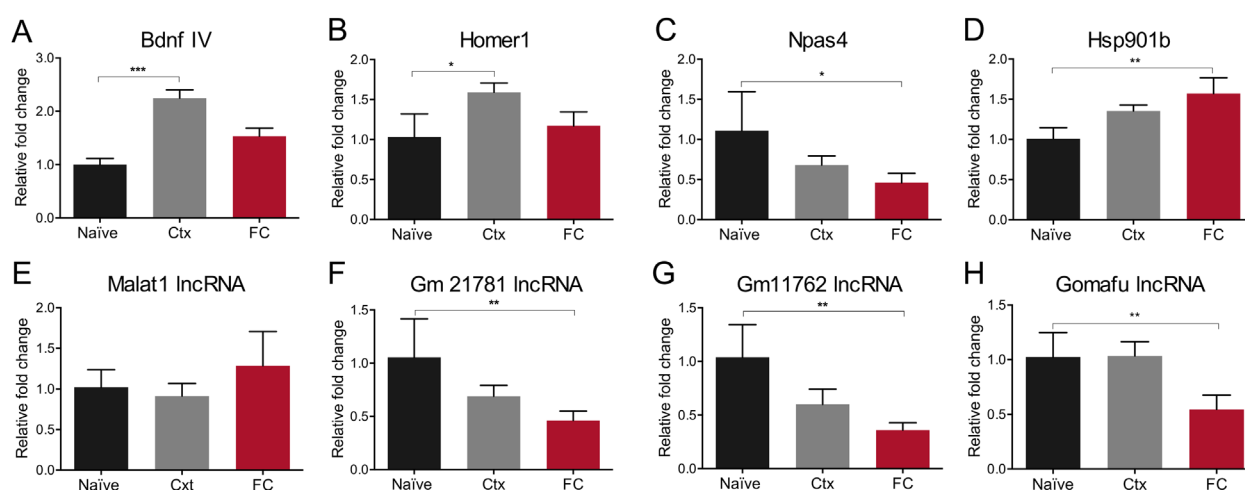 A
Bdnf IV
Relative fold change
3.0
2.0
1.0
0.0
***
Naïve Ctx FC
B
Homer1
Relative fold change
2.0
1.5
1.0
0.5
0.0
*
Naïve Ctx FC
C
Npas4
Relative fold change
2.0
1.5
1.0
0.5
0.0
*
Naïve Ctx FC
D
Hsp901b
Relative fold change
2.0
1.5
1.0
0.5
0.0
**
Naïve Ctx FC
E
Malat1 lncRNA
Relative fold change
2.0
1.5
1.0
0.5
0.0
Naïve Cxt FC
F
Gm 21781 lncRNA
Relative fold change
1.5
1.0
0.5
0.0
**
Naïve Ctx FC
G
Gm11762 lncRNA
Relative fold change
1.5
1.0
0.5
0.0
**
Naïve Ctx FC
H
Gomafu lncRNA
Relative fold change
1.5
1.0
0.5
0.0
**
Naïve Ctx FC